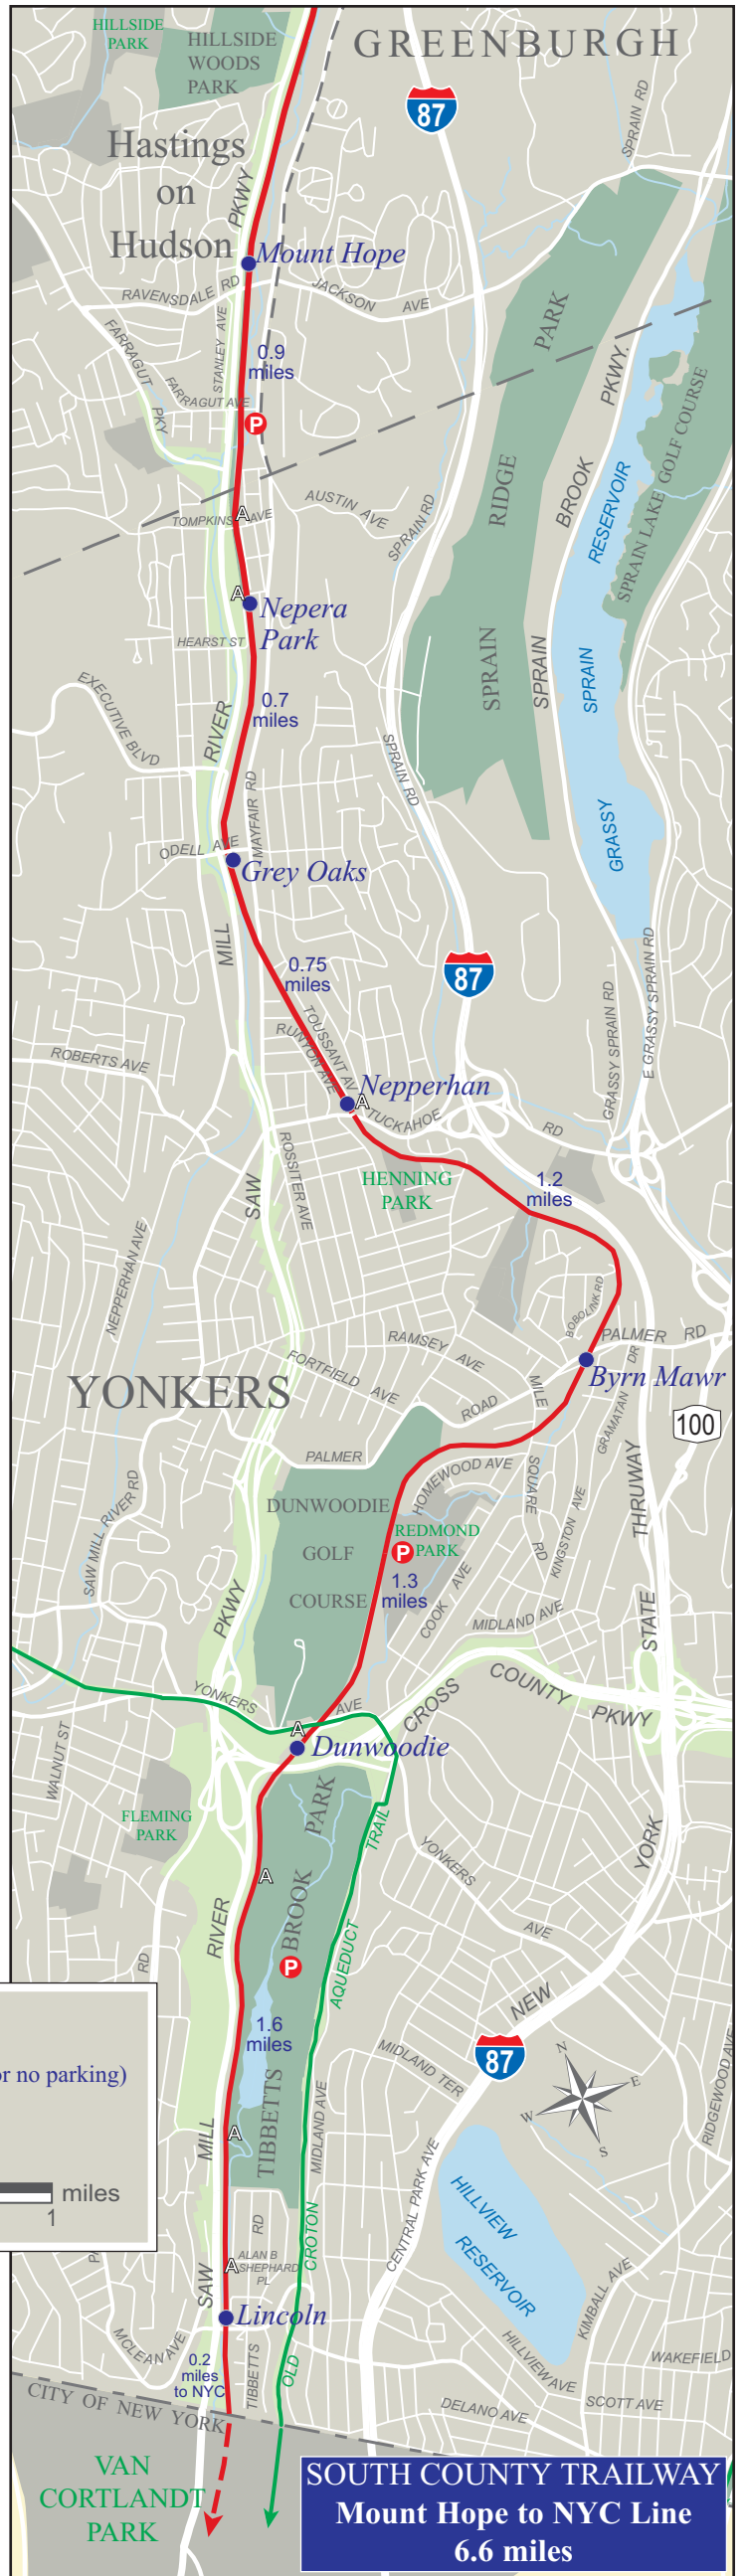 HILLSIDE
PARK
HILLSIDE
WOODS
PARK
GREENBURGH
87
SPRAIN RD
Hastings
on
Hudson
PKWY
Mount Hope
RAVENSDALE RD
JACKSON AVE
STANLEY AVE
FARRAGUT PKY
FARRAGUT AVE
0.9
miles
P
PARK
PKWY.
SPRAIN LAKE GOLF COURSE
RESERVOIR
BROOK
RIDGE
AUSTIN AVE
SPRAIN RD
TOMPKINS AVE
A
A
Nepera
Park
HEARST ST
SPRAIN
SPRAIN
SPRAIN
EXECUTIVE BLVD
RIVER
0.7
miles
SPRAIN RD
MAYFAIR RD
ODELL AVE
Grey Oaks
GRASSY
MILL
0.75
miles
87
GRASSY SPRAIN RD
E GRASSY SPRAIN RD
TOUSSANT AV
RUNYON AVE
ROBERTS AVE
Nepperhan
A
TUCKAHOE RD
ROSSITER AVE
SAW
HENNING
PARK
1.2
miles
NEPPERHAN AVE
BOBOLINK RD
PALMER RD
RAMSEY AVE
FORTFIELD AVE
Byrn Mawr
YONKERS
MILE
GRAMATAN DR
100
ROAD
PALMER
HOMEWOOD AVE
SQUARE
RD
KINGSTON AVE
THRUWAY
SAW MILL RIVER RD
DUNWOODIE
GOLF
COURSE
REDMOND
PARK
P
1.3
miles
COOK AVE
PKWY
MIDLAND AVE
STATE
YONKERS AVE
CROSS
COUNTY
PKWY
A
Dunwoodie
WALNUT ST
PARK
FLEMING
PARK
TRAIL
YONKERS
AVE
YORK
A
BROOK
RIVER
RD
P
AQUEDUCT
NEW
1.6
miles
87
MIDLAND TER
N
E
W
S
RIDGEWOOD AVE
or no parking)
MILL
A
TIBBETTS
MIDLAND AVE
CENTRAL PARK AVE
miles
1
HILLVIEW
RESERVOIR
RD
CROTON
ALAN B
SHEPHARD
PL
A
SAW
Lincoln
KIMBALL AVE
MCLEAN AVE
0.2
miles
to NYC
TIBBETTS
OLD
HILLVIEW AVE
WAKEFIELD
SCOTT AVE
DELANO AVE
CITY OF NEW YORK
VAN
CORTLANDT
PARK
SOUTH COUNTY TRAILWAY
Mount Hope to NYC Line
6.6 miles